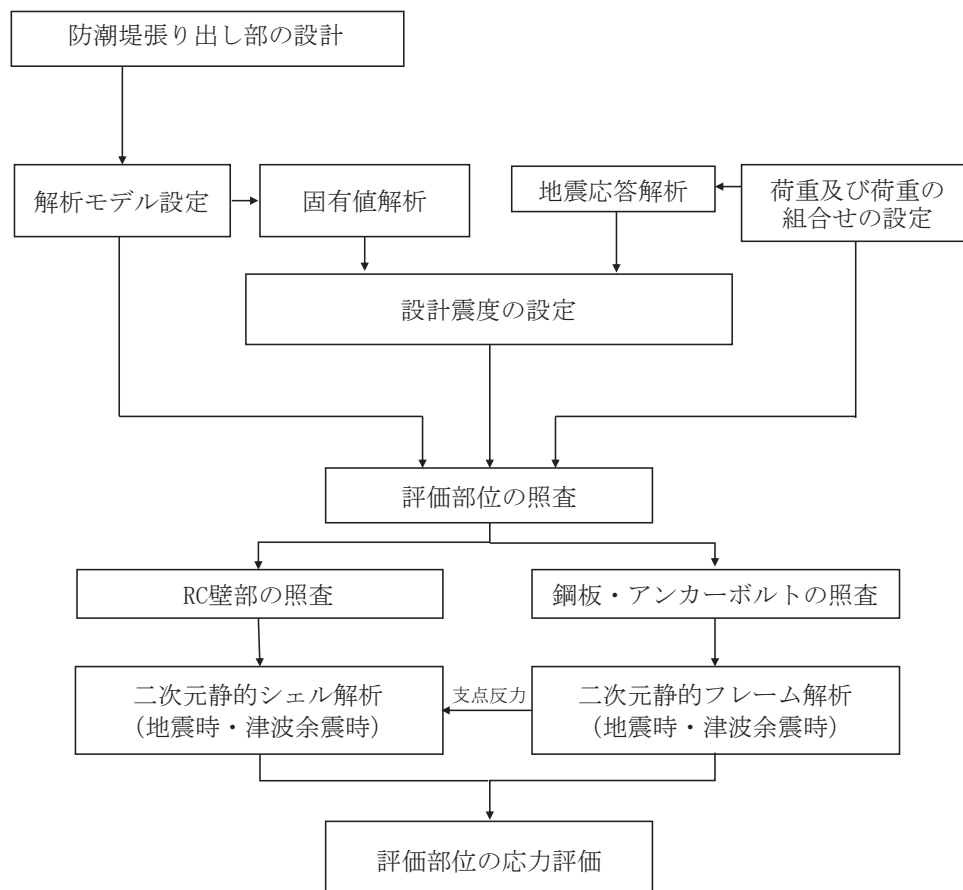 防潮堤張り出し部の設計
解析モデル設定
固有値解析
地震応答解析
荷重及び荷重の
組合せの設定
設計震度の設定
評価部位の照査
RC壁部の照査
鋼板・アンカーボルトの照査
二次元静的シェル解析
(地震時・津波余震時)
支点反力
二次元静的フレーム解析
(地震時・津波余震時)
評価部位の応力評価